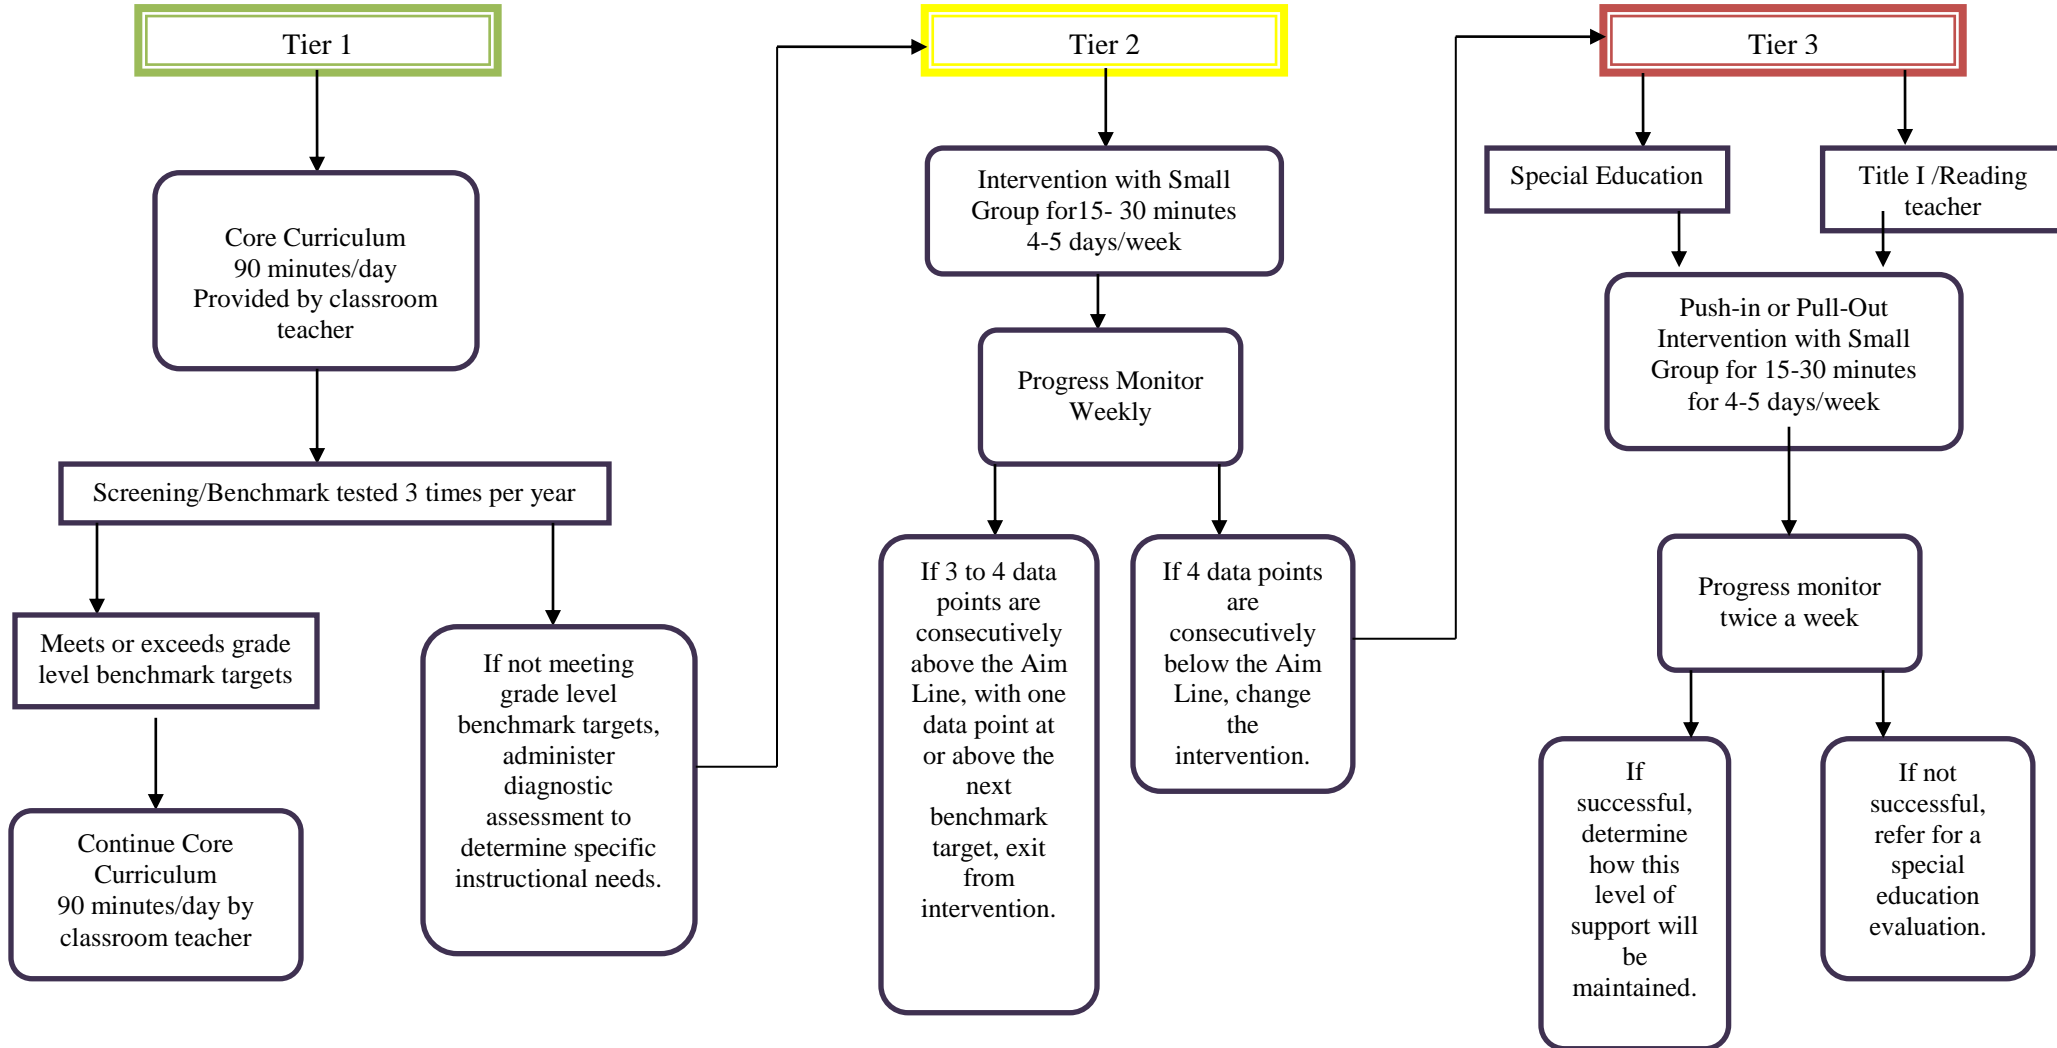 Tier 1
Core Curriculum
90 minutes/day
Provided by classroom
teacher
Screening/Benchmark tested 3 times per year
Meets or exceeds grade
level benchmark targets
Continue Core
Curriculum
90 minutes/day by
classroom teacher
If not meeting
grade level
benchmark targets,
administer
diagnostic
assessment to
determine specific
instructional needs.
Tier 2
Intervention with Small
Group for15- 30 minutes
4-5 days/week
Progress Monitor
Weekly
If 3 to 4 data
points are
consecutively
above the Aim
Line, with one
data point at
or above the
next
benchmark
target, exit
from
intervention.
If 4 data points
are
consecutively
below the Aim
Line, change
the
intervention.
Tier 3
Special Education
Title I /Reading
teacher
Push-in or Pull-Out
Intervention with Small
Group for 15-30 minutes
for 4-5 days/week
Progress monitor
twice a week
If
successful,
determine
how this
level of
support will
be
maintained.
If not
successful,
refer for a
special
education
evaluation.